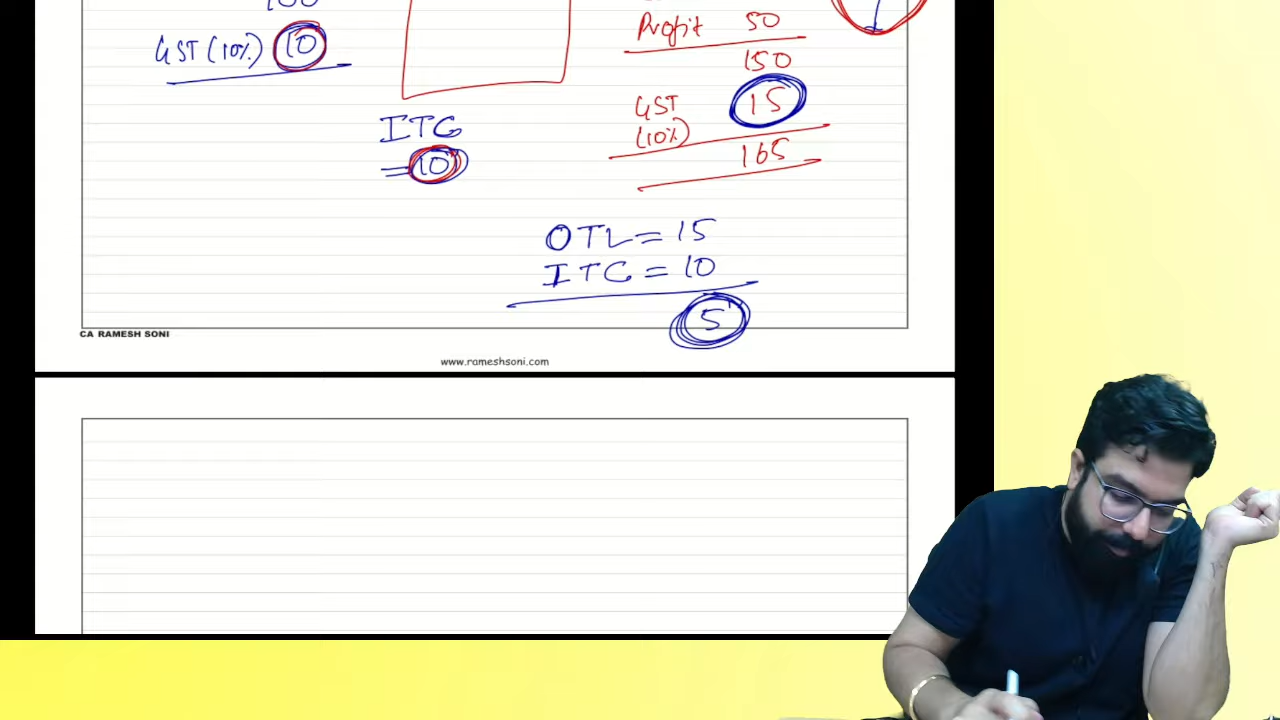 100
GST (10%) 10
Profit 50
150
GST (10%) 15
165
ITC
= 10
OTL = 15
ITC = 10
5
CA RAMESH SONI
www.rameshsoni.com